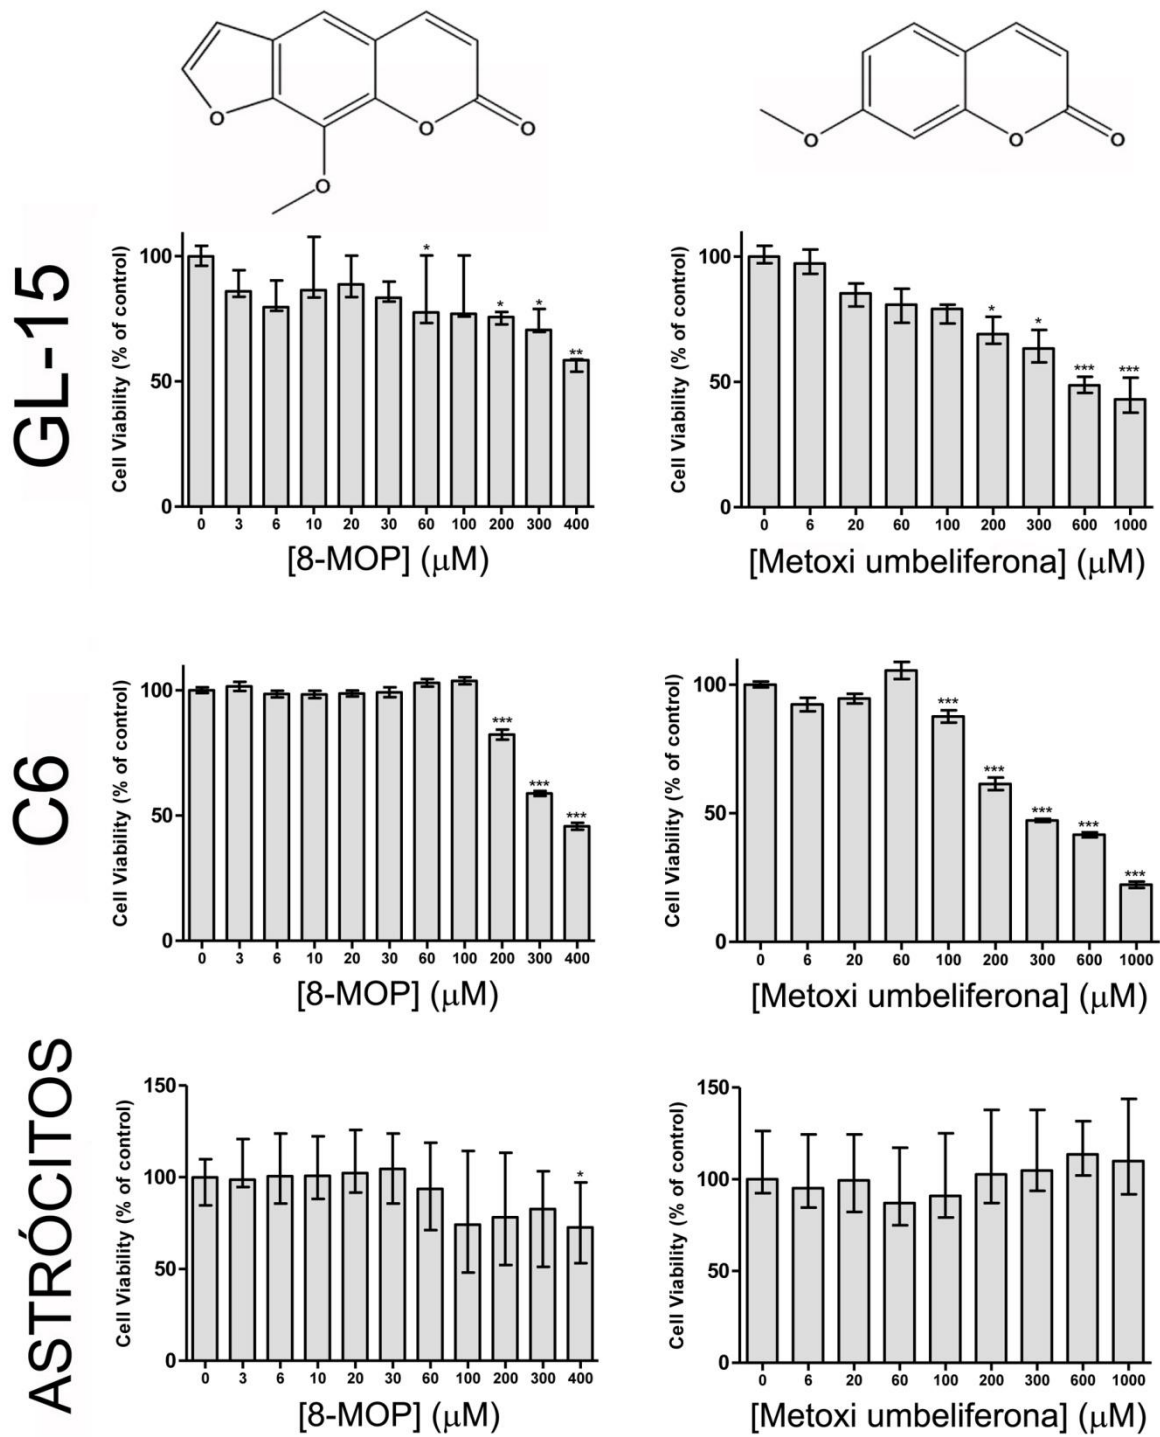 O
O
O
O
O
O
O
GL-15
Cell Viability (% of control)
100
50
0
* * * **
0 3 6 10 20 30 60 100 200 300 400
[8-MOP] (μM)
Cell Viability (% of control)
100
50
0
* * *** ***
0 6 20 60 100 200 300 600 1000
[Metoxi umbeliferona] (μM)
C6
Cell Viability (% of control)
100
50
0
*** *** ***
0 3 6 10 20 30 60 100 200 300 400
[8-MOP] (μM)
Cell Viability (% of control)
100
50
0
*** *** *** *** ***
0 6 20 60 100 200 300 600 1000
[Metoxi umbeliferona] (μM)
ASTRÓCITOS
Cell Viability (% of control)
150
100
50
0
*
0 3 6 10 20 30 60 100 200 300 400
[8-MOP] (μM)
Cell Viability (% of control)
150
100
50
0
0 6 20 60 100 200 300 600 1000
[Metoxi umbeliferona] (μM)